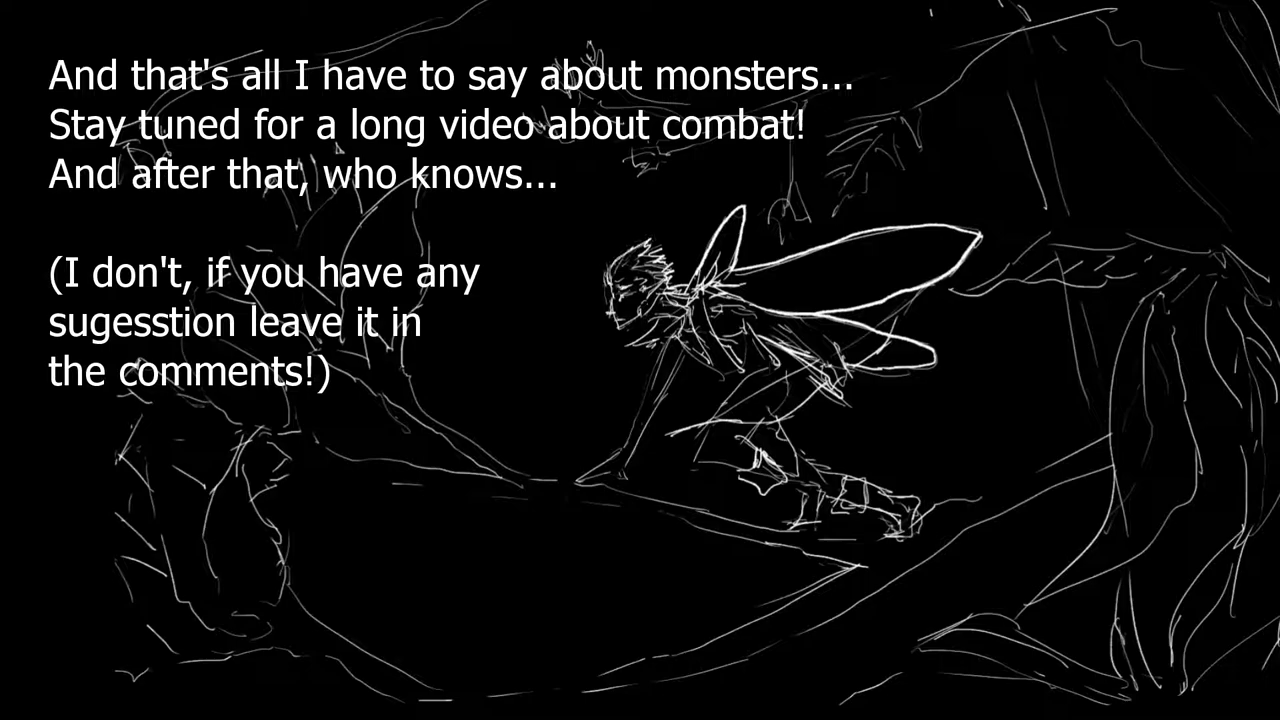 And that's all I have to say about monsters...
Stay tuned for a long video about combat!
And after that, who knows...
(I don't, if you have any
sugesstion leave it in
the comments!)